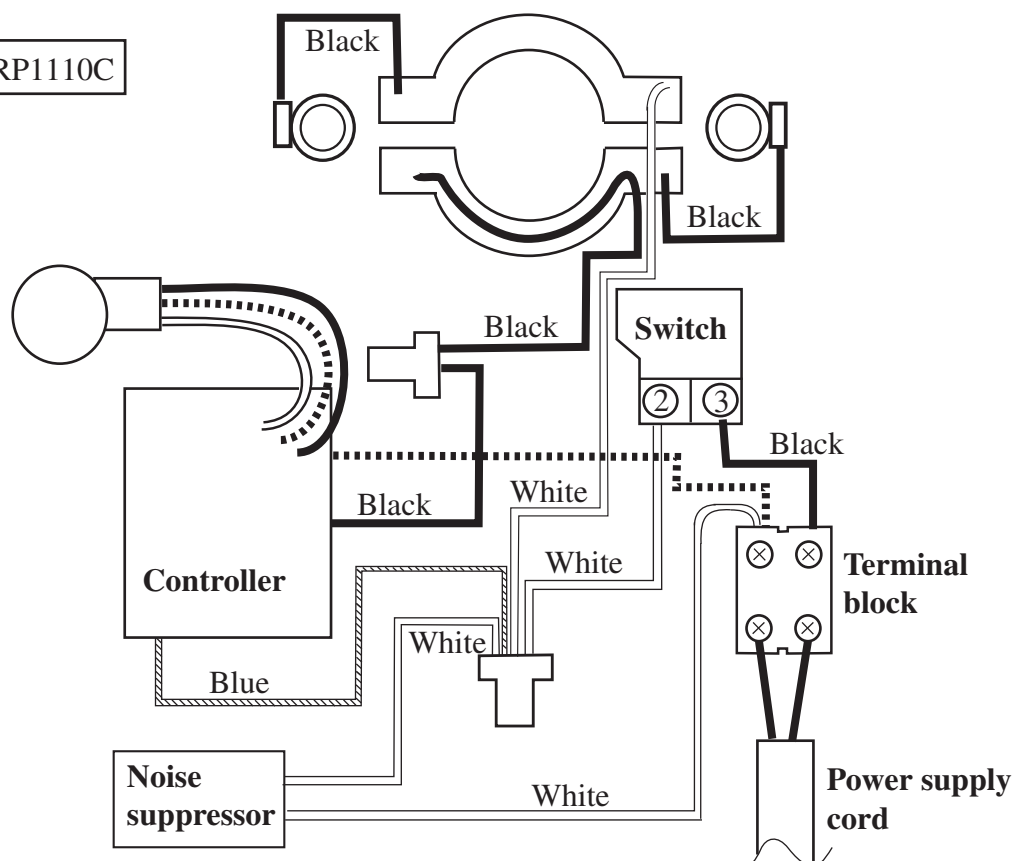 Black
RP1110C
Black
Black
Switch
2 3
Black
Black
White
White
Controller
Terminal
block
White
Blue
Noise
suppressor
White
Power supply
cord